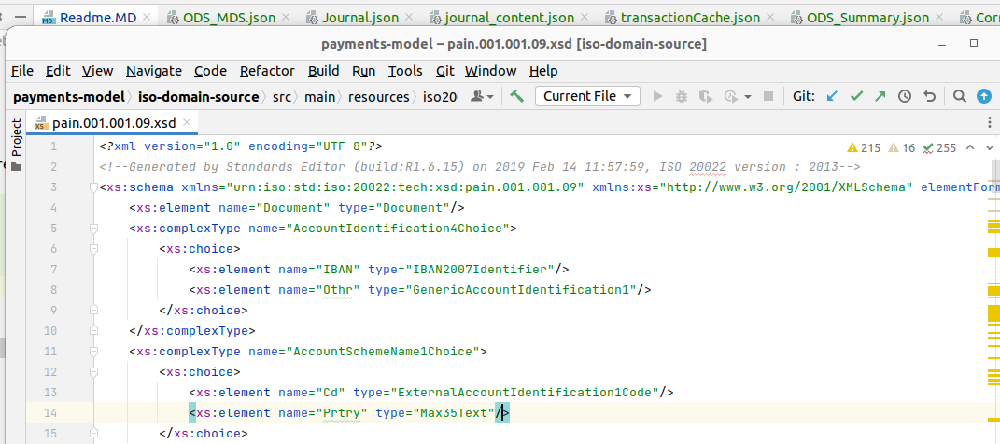 Readme.MD ODS_MDS.json Journal.json journal_content.json transactionCache.json ODS_Summary.json
payments-model – pain.001.001.09.xsd [iso-domain-source]
File Edit View Navigate Code Refactor Build Run Tools Git Window Help
payments-model iso-domain-source src main resources Current File Git:
Project
pain.001.001.09.xsd
215 16 255
1 <?xml version="1.0" encoding="UTF-8"?>
2 <!--Generated by Standards Editor (build:R1.6.15) on 2019 Feb 14 11:57:59, ISO 20022 version : 2013-->
3 <xs:schema xmlns="urn:iso:std:iso:20022:tech:xsd:pain.001.001.09" xmlns:xs="http://www.w3.org/2001/XMLSchema" elementForm
4 <xs:element name="Document" type="Document"/>
5 <xs:complexType name="AccountIdentification4Choice">
6 <xs:choice>
7 <xs:element name="IBAN" type="IBAN2007Identifier"/>
8 <xs:element name="Othr" type="GenericAccountIdentification1"/>
9 </xs:choice>
10 </xs:complexType>
11 <xs:complexType name="AccountSchemeName1Choice">
12 <xs:choice>
13 <xs:element name="Cd" type="ExternalAccountIdentification1Code"/>
14 <xs:element name="Prtry" type="Max35Text"/>
15 </xs:choice>